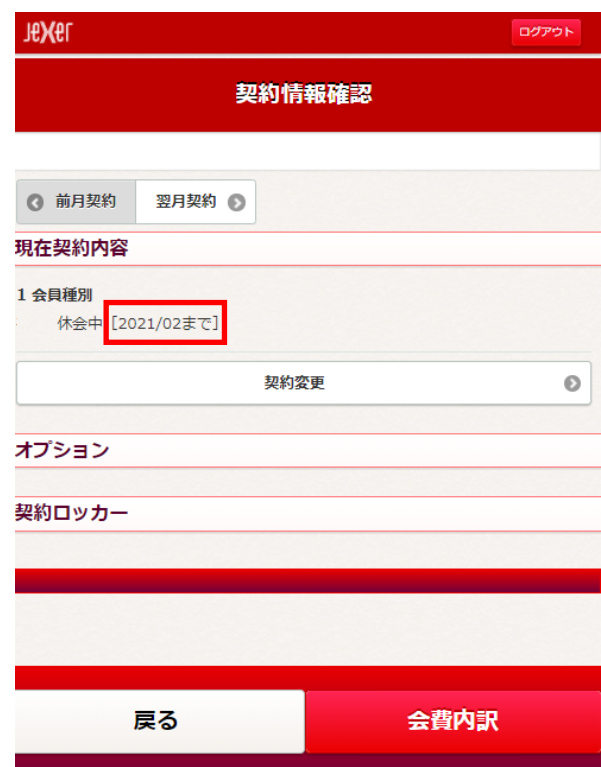 Jexer
ログアウト
契約情報確認
前月契約 翌月契約
現在契約内容
1 会員種別
休会中 [2021/02まで]
契約変更
オプション
契約ロッカー
戻る 会費内訳